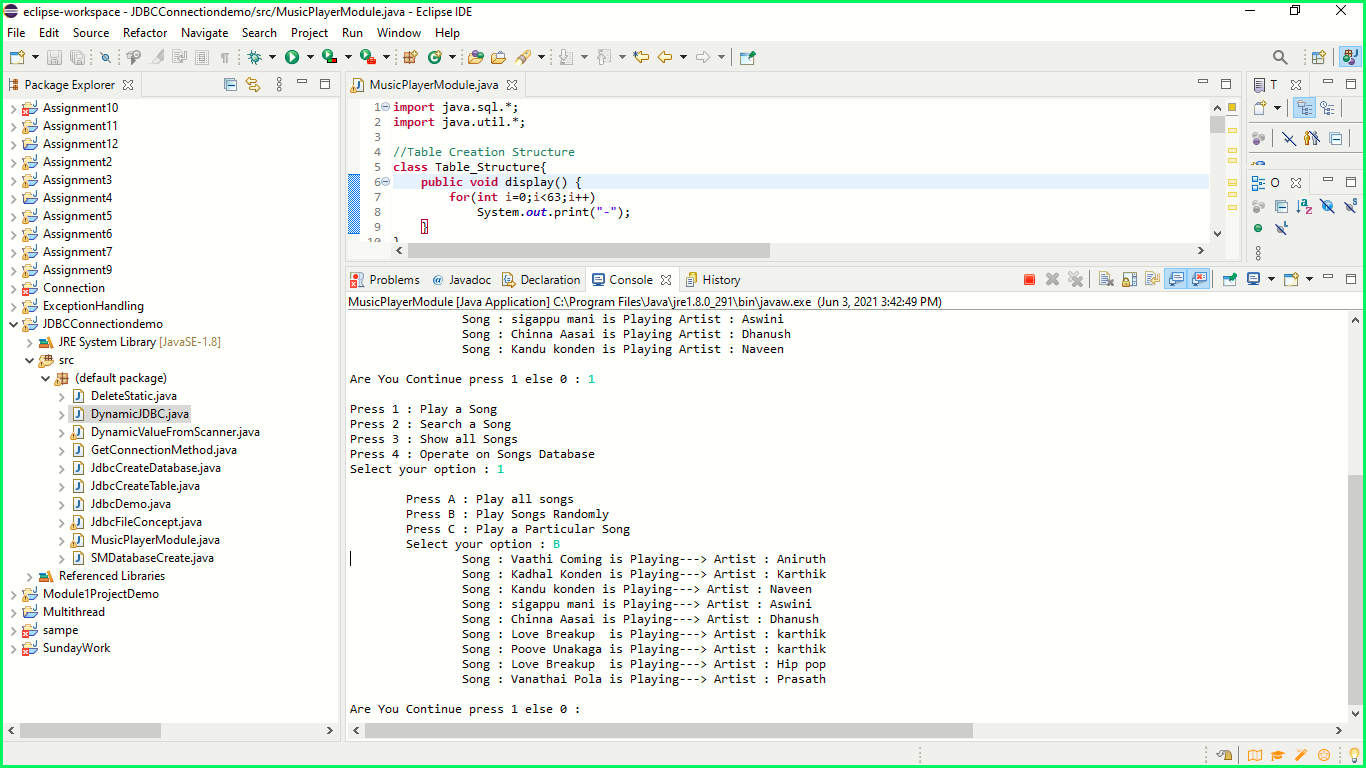 eclipse-workspace - JDBCConnectiondemo/src/MusicPlayerModule.java - Eclipse IDE
File Edit Source Refactor Navigate Search Project Run Window Help
Package Explorer
Assignment10
Assignment11
Assignment12
Assignment2
Assignment3
Assignment4
Assignment5
Assignment6
Assignment7
Assignment9
Connection
ExceptionHandling
JDBCConnectiondemo
JRE System Library [JavaSE-1.8]
src
(default package)
DeleteStatic.java
DynamicJDBC.java
DynamicValueFromScanner.java
GetConnectionMethod.java
JdbcCreateDatabase.java
JdbcCreateTable.java
JdbcDemo.java
JdbcFileConcept.java
MusicPlayerModule.java
SMDatabaseCreate.java
Referenced Libraries
Module1ProjectDemo
Multithread
sampe
SundayWork
MusicPlayerModule.java
1 import java.sql.*;
2 import java.util.*;
3
4 //Table Creation Structure
5 class Table_Structure{
6 public void display() {
7 for(int i=0;i<63;i++)
8 System.out.print("-");
9 }
10 }
T
O
Problems @ Javadoc Declaration Console History
MusicPlayerModule [Java Application] C:\Program Files\Java\jre1.8.0_291\bin\javaw.exe (Jun 3, 2021 3:42:49 PM)
Song : sigappu mani is Playing Artist : Aswini
Song : Chinna Aasai is Playing Artist : Dhanush
Song : Kandu konden is Playing Artist : Naveen
Are You Continue press 1 else 0 : 1
Press 1 : Play a Song
Press 2 : Search a Song
Press 3 : Show all Songs
Press 4 : Operate on Songs Database
Select your option : 1
Press A : Play all songs
Press B : Play Songs Randomly
Press C : Play a Particular Song
Select your option : B
Song : Vaathi Coming is Playing---> Artist : Aniruth
Song : Kadhal Konden is Playing---> Artist : Karthik
Song : Kandu konden is Playing---> Artist : Naveen
Song : sigappu mani is Playing---> Artist : Aswini
Song : Chinna Aasai is Playing---> Artist : Dhanush
Song : Love Breakup  is Playing---> Artist : karthik
Song : Poove Unakaga is Playing---> Artist : karthik
Song : Love Breakup  is Playing---> Artist : Hip pop
Song : Vanathai Pola is Playing---> Artist : Prasath
Are You Continue press 1 else 0 :